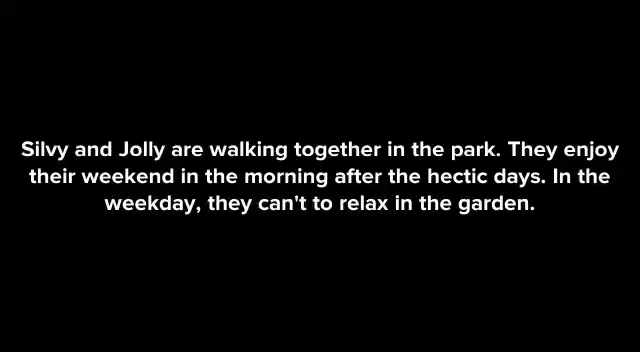 Silvy and Jolly are walking together in the park. They enjoy
their weekend in the morning after the hectic days. In the
weekday, they can't to relax in the garden.